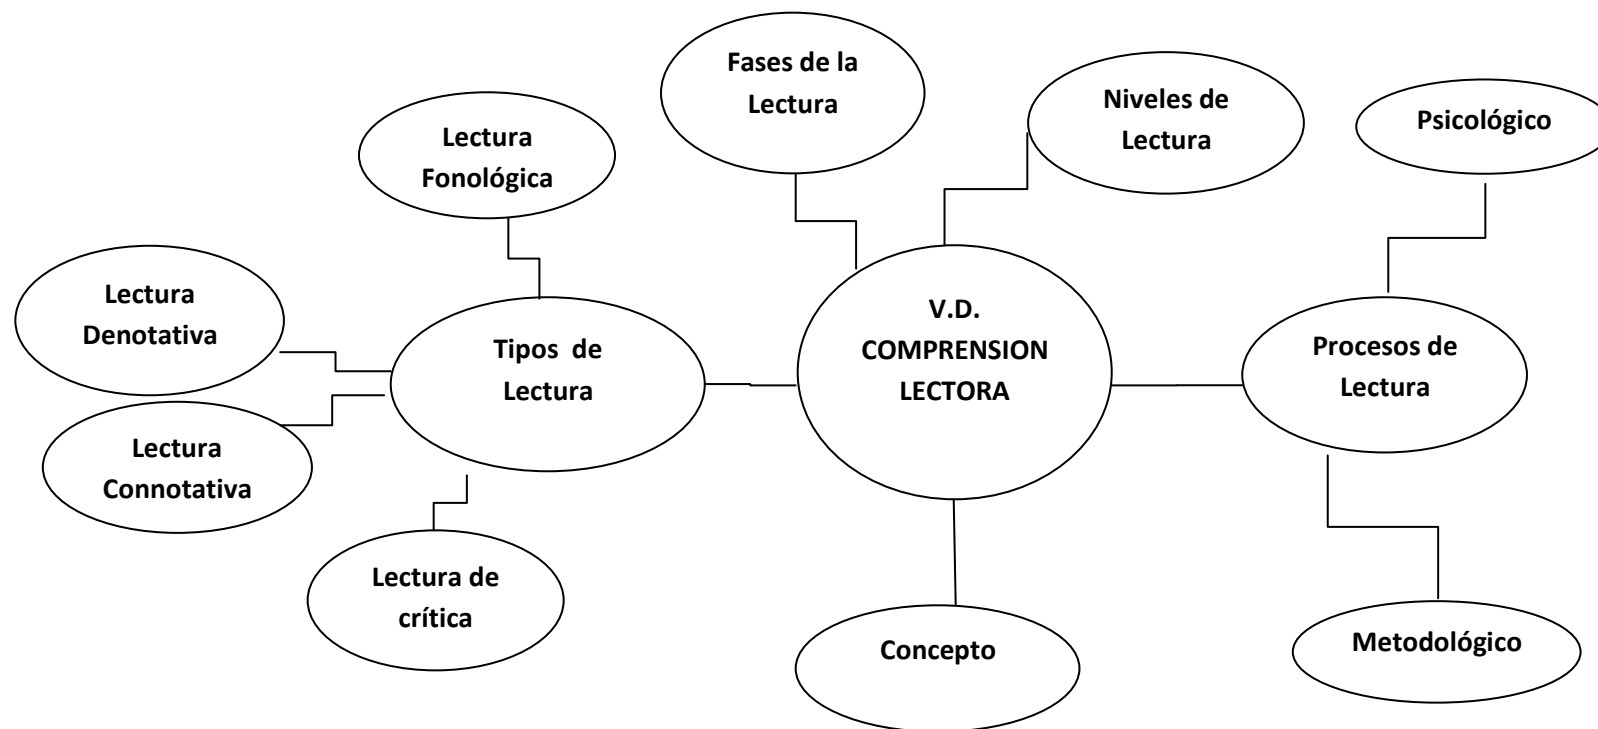 Fases de la
Lectura
Niveles de
Lectura
Psicológico
Lectura
Fonológica
Lectura
Denotativa
V.D.
COMPRENSION
LECTORA
Tipos de
Lectura
Procesos de
Lectura
Lectura
Connotativa
Lectura de
crítica
Concepto
Metodológico